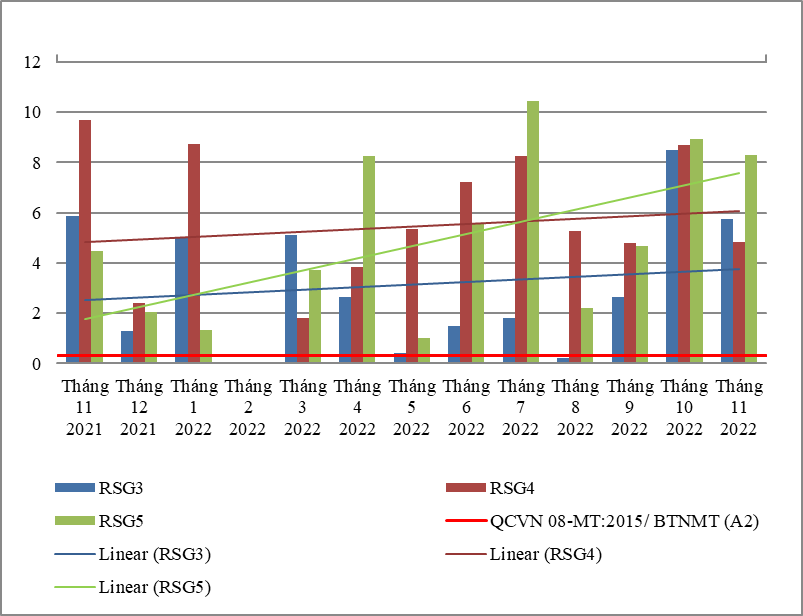 12
10
8
6
4
2
0
Tháng 11 2021
Tháng 12 2021
Tháng 1 2022
Tháng 2 2022
Tháng 3 2022
Tháng 4 2022
Tháng 5 2022
Tháng 6 2022
Tháng 7 2022
Tháng 8 2022
Tháng 9 2022
Tháng 10 2022
Tháng 11 2022
RSG3
RSG4
RSG5
QCVN 08-MT:2015/ BTNMT (A2)
Linear (RSG3)
Linear (RSG4)
Linear (RSG5)